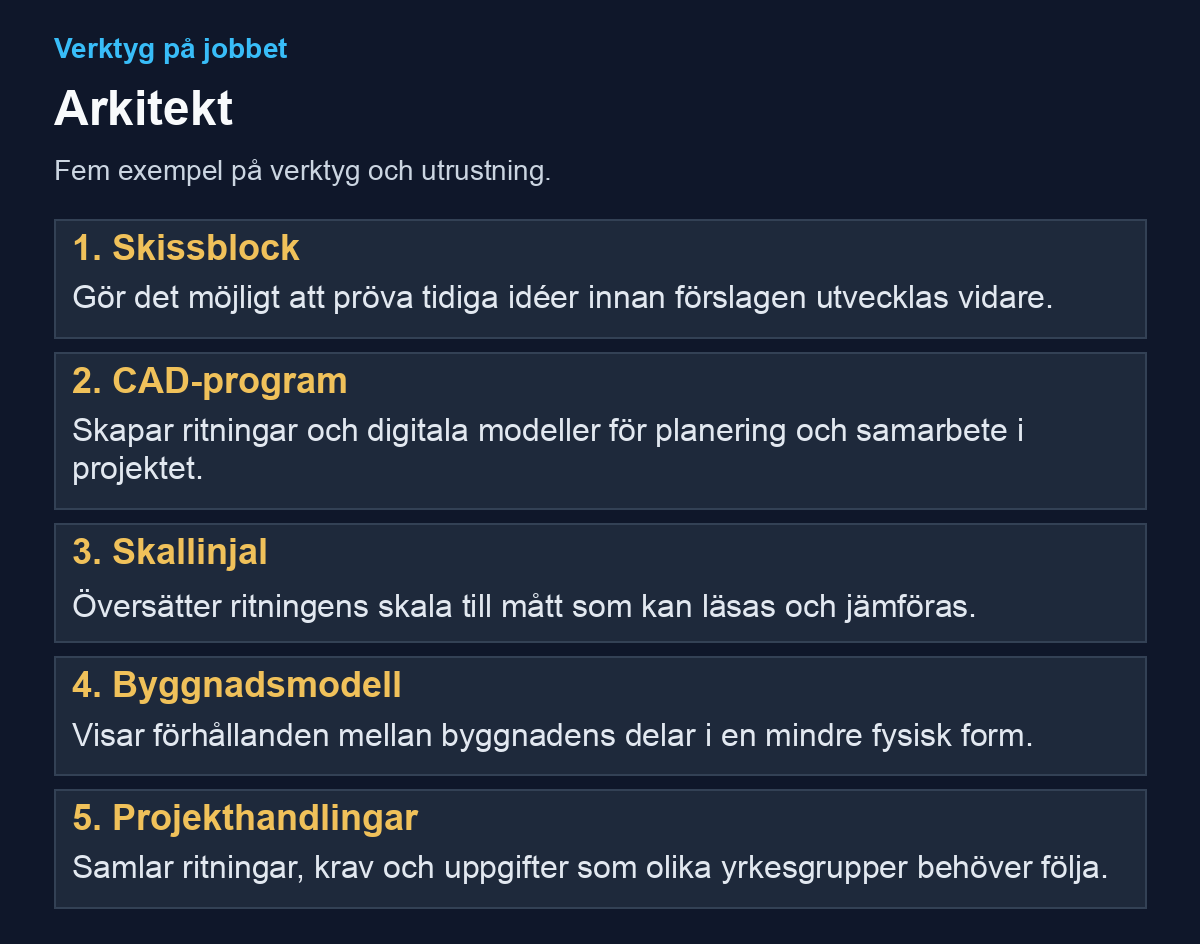 Verktyg på jobbet
Arkitekt
Fem exempel på verktyg och utrustning.
1. Skissblock
Gör det möjligt att pröva tidiga idéer innan förslagen utvecklas vidare.
2. CAD-program
Skapar ritningar och digitala modeller för planering och samarbete i
projektet.
3. Skallinjal
Översätter ritningens skala till mått som kan läsas och jämföras.
4. Byggnadsmodell
Visar förhållanden mellan byggnadens delar i en mindre fysisk form.
5. Projekthandlingar
Samlar ritningar, krav och uppgifter som olika yrkesgrupper behöver följa.